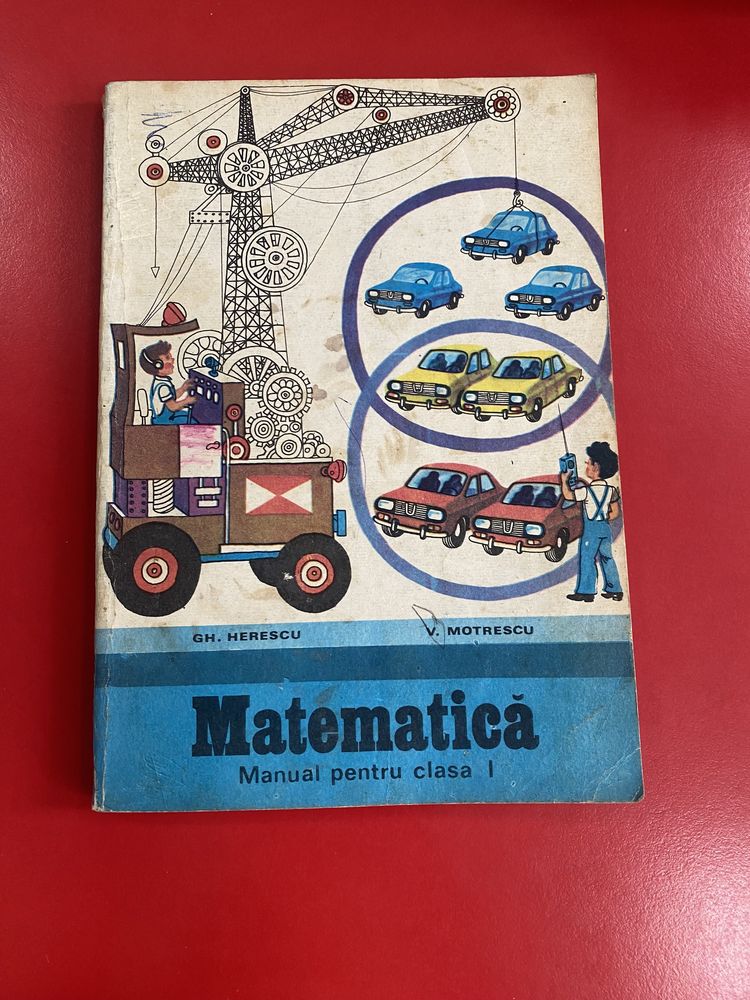 GH. HERESCU
V. MOTRESCU
Matematică
Manual pentru clasa I